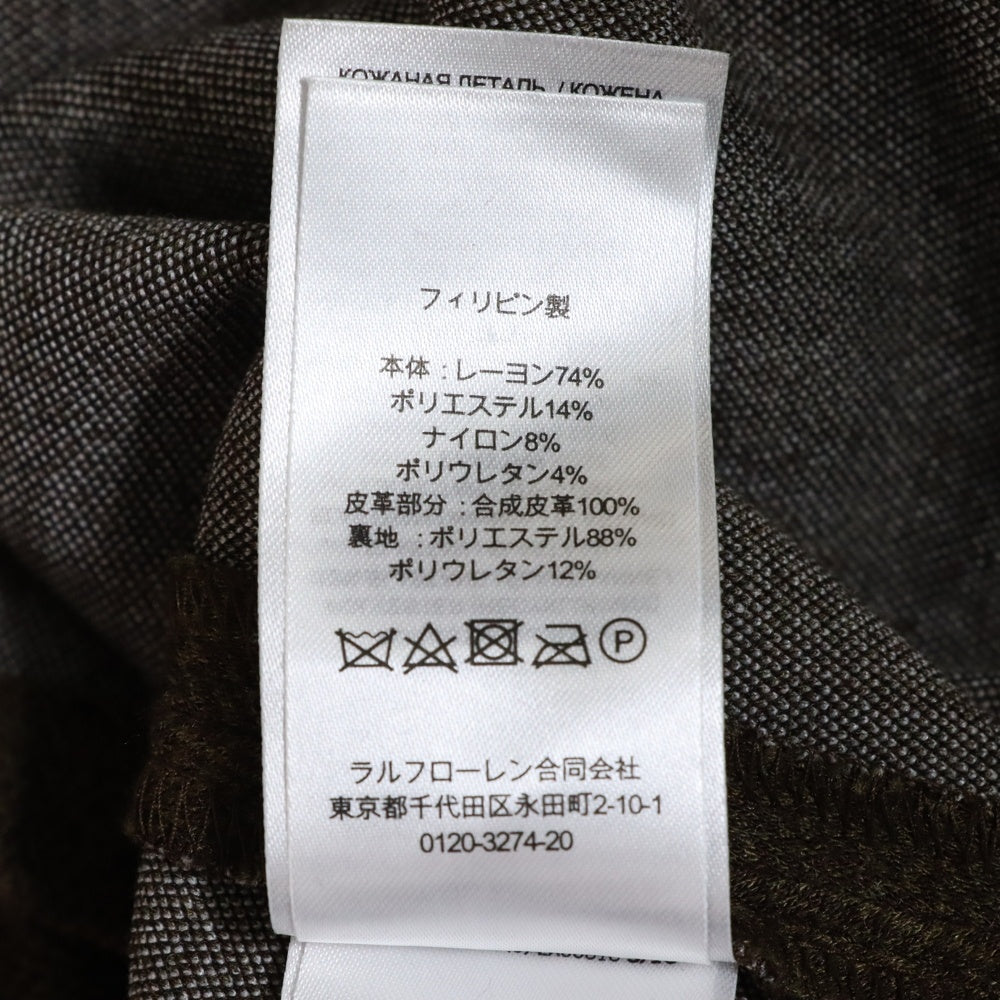 КОЖАНАЯ ДЕТАЛЬ / КОЖЕНА
フィリピン製
本体 : レーヨン74%
ポリエステル14%
ナイロン8%
ポリウレタン4%
皮革部分 : 合成皮革100%
裏地 : ポリエステル88%
ポリウレタン12%
P
ラルフローレン合同会社
東京都千代田区永田町2-10-1
0120-3274-20